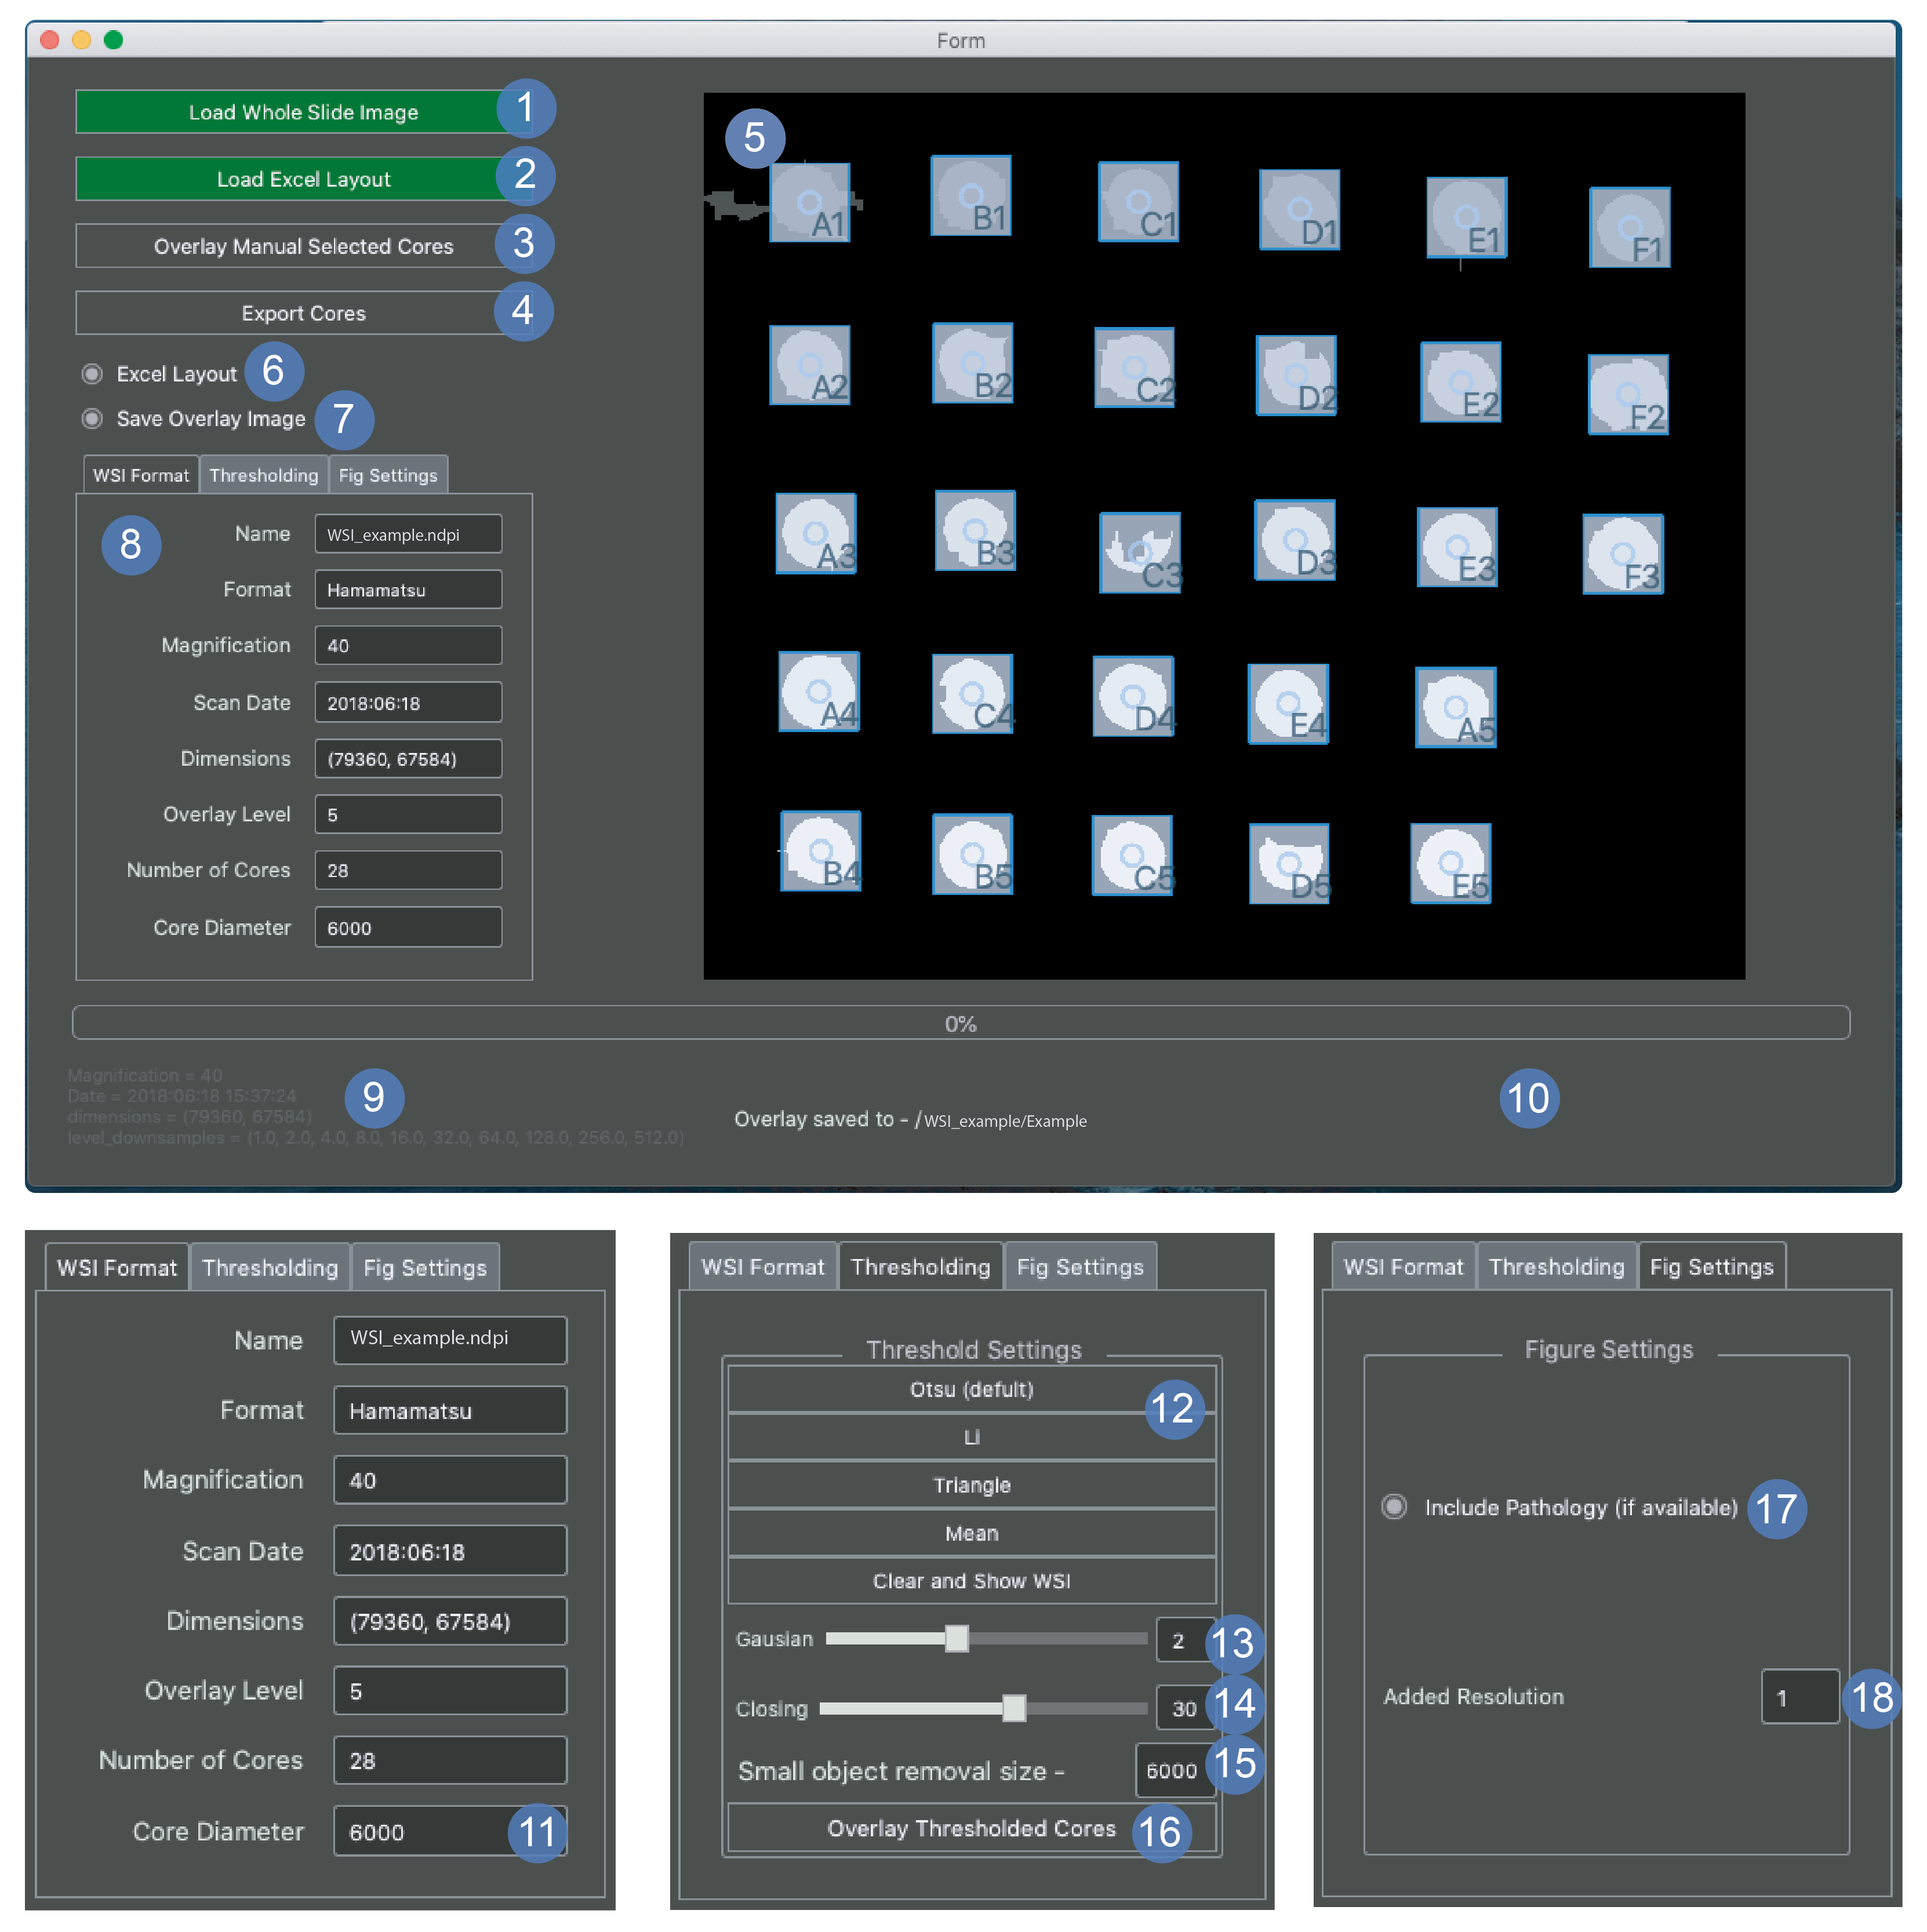 Form
Load Whole Slide Image 1
Load Excel Layout 2
Overlay Manual Selected Cores 3
Export Cores 4
Excel Layout 6
Save Overlay Image 7
WSI Format Thresholding Fig Settings
8
Name WSI_example.ndpi
Format Hamamatsu
Magnification 40
Scan Date 2018:06:18
Dimensions (79360, 67584)
Overlay Level 5
Number of Cores 28
Core Diameter 6000
5
A1 B1 C1 D1 E1 F1
A2 B2 C2 D2 E2 F2
A3 B3 C3 D3 E3 F3
A4 C4 D4 E4 A5
B4 B5 C5 D5 E5
0%
Magnification = 40
Date = 2018:06:18 15:37:24
dimensions = (79360, 67584)
level_downsamples = (1.0, 2.0, 4.0, 8.0, 16.0, 32.0, 64.0, 128.0, 256.0, 512.0)
9
Overlay saved to - /WSI_example/Example
10
WSI Format Thresholding Fig Settings
Name WSI_example.ndpi
Format Hamamatsu
Magnification 40
Scan Date 2018:06:18
Dimensions (79360, 67584)
Overlay Level 5
Number of Cores 28
Core Diameter 6000 11
WSI Format Thresholding Fig Settings
Threshold Settings
Otsu (defult) 12
Li
Triangle
Mean
Clear and Show WSI
Gausian 2 13
Closing 30 14
Small object removal size - 6000 15
Overlay Thresholded Cores 16
WSI Format Thresholding Fig Settings
Figure Settings
Include Pathology (if available) 17
Added Resolution 1 18